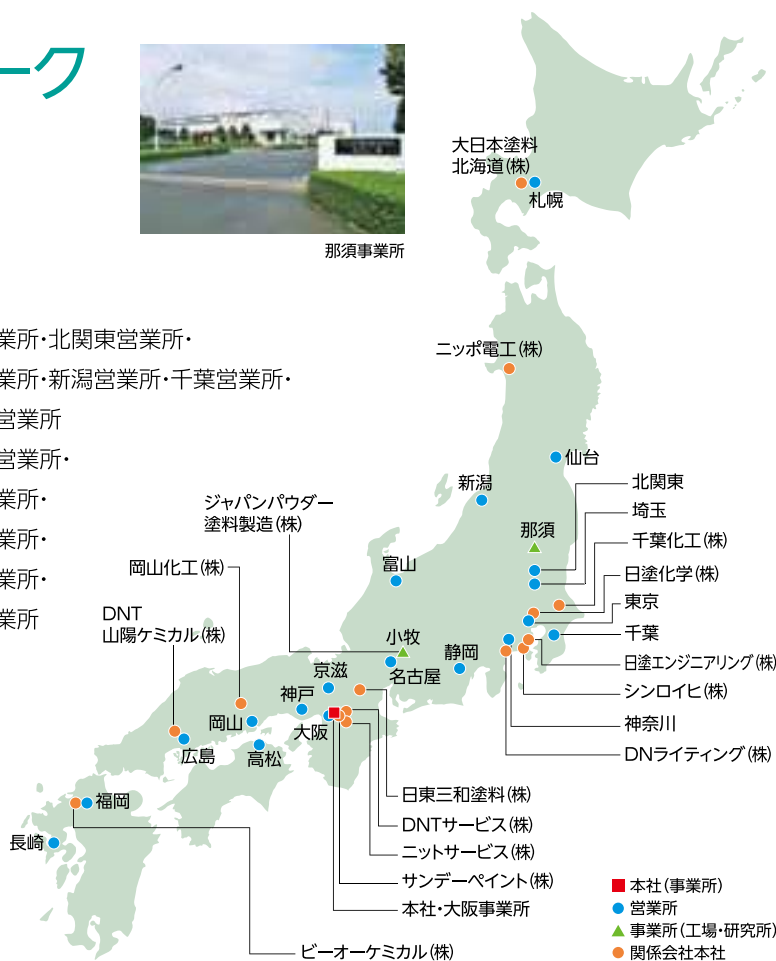 ーク
那須事業所
業所・北関東営業所・
業所・新潟営業所・千葉営業所・
営業所
営業所・
業所・
業所・
業所・
業所
大日本塗料
北海道(株)
札幌
ニッポ電工(株)
仙台
新潟
北関東
埼玉
那須
千葉化工(株)
ジャパンパウダー
塗料製造(株)
富山
岡山化工(株)
日塗化学(株)
東京
DNT
山陽ケミカル(株)
小牧
千葉
静岡
名古屋
京滋
日塗エンジニアリング(株)
神戸
シンロイヒ(株)
岡山
大阪
神奈川
広島
高松
DNライティング(株)
日東三和塗料(株)
福岡
DNTサービス(株)
長崎
ニットサービス(株)
サンデーペイント(株)
本社・大阪事業所
ビーオーケミカル(株)
本社(事業所)
営業所
事業所(工場・研究所)
関係会社本社